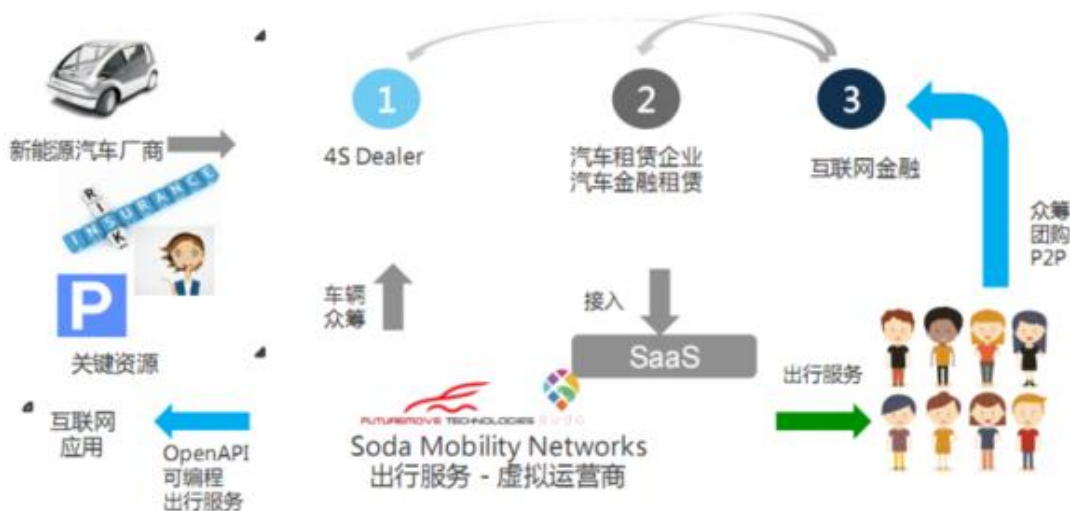 1
2
3
4S Dealer
汽车租赁企业
汽车金融租赁
互联网金融
新能源汽车厂商
RISK
INSURANCE
P
关键资源
车辆
众筹
接入
SaaS
众筹
团购
P2P
出行服务
互联网
应用
OpenAPI
可编程
出行服务
FUTUREMOVE TECHNOLOGIES
Soda Mobility Networks
出行服务 - 虚拟运营商